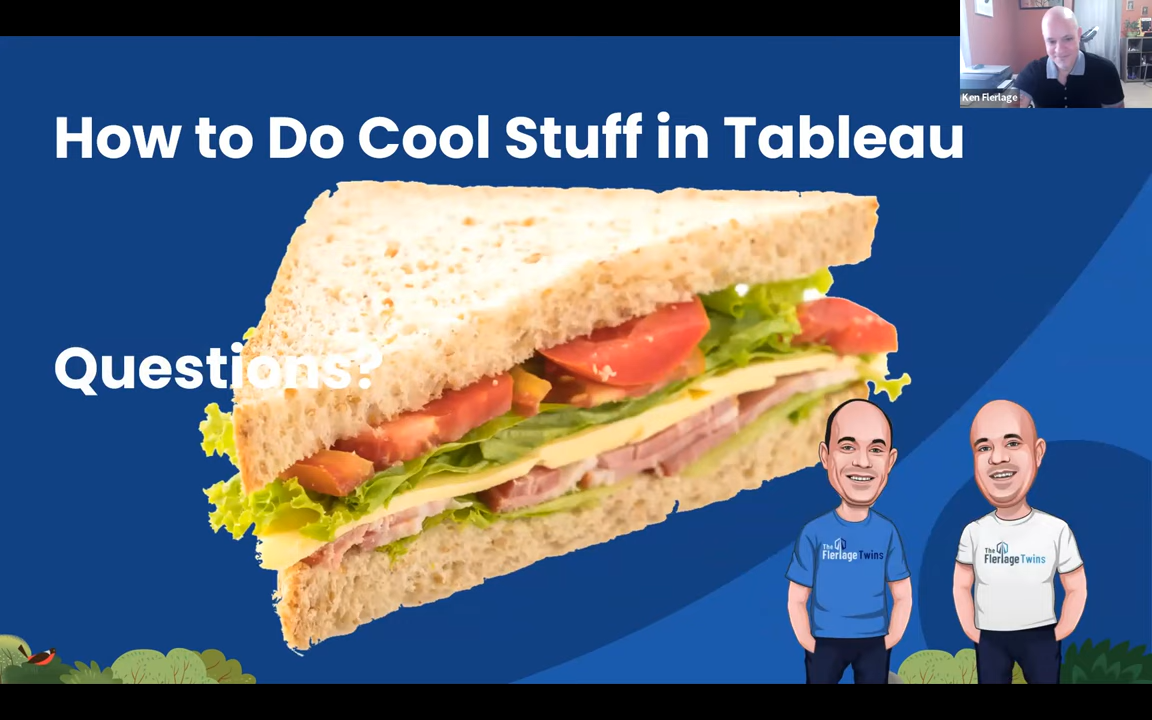 Ken Flerlage
How to Do Cool Stuff in Tableau
Questions?
The
Flerlage Twins
The
Flerlage Twins